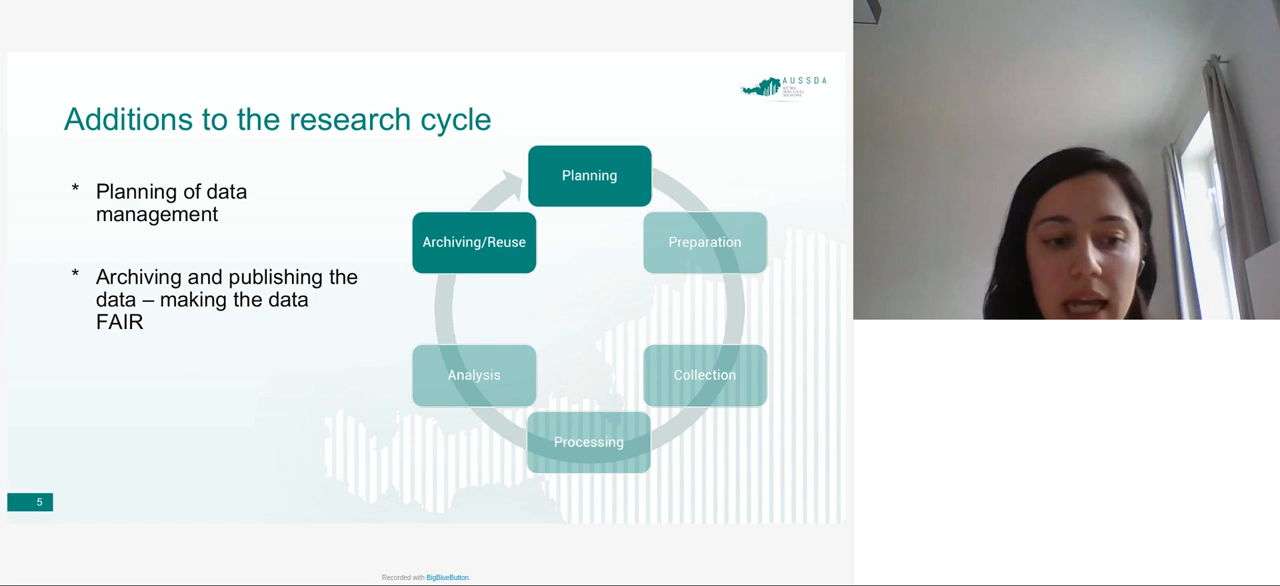 AUSSDA
Additions to the research cycle
* Planning of data
management
* Archiving and publishing the
data – making the data
FAIR
Planning
Archiving/Reuse
Preparation
Analysis
Collection
Processing
5
Recorded with BigBlueButton.